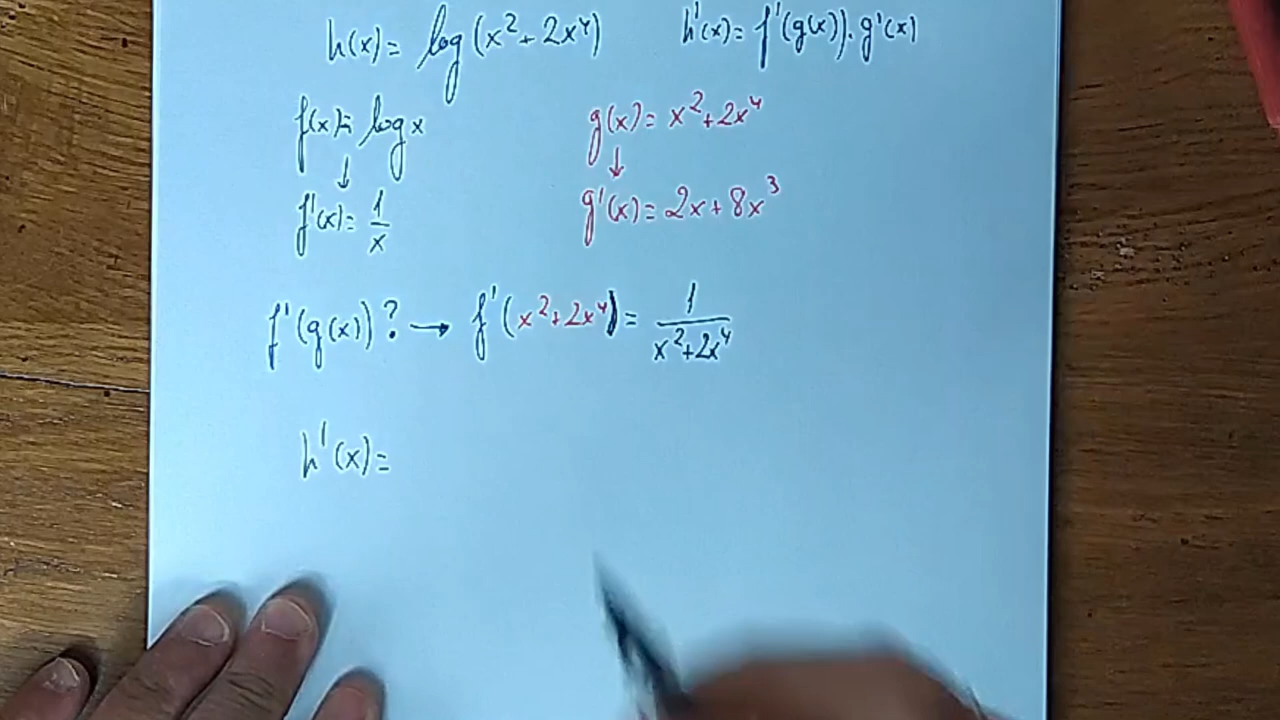 h(x)= log(x²+2x⁴) h'(x)= f'(g(x))·g'(x)
f(x)= log x g(x)= x²+2x⁴
↓ ↓
f'(x)= 1/x g'(x)= 2x+8x³
f'(g(x))? → f'(x²+2x⁴)= 1/(x²+2x⁴)
h'(x)=